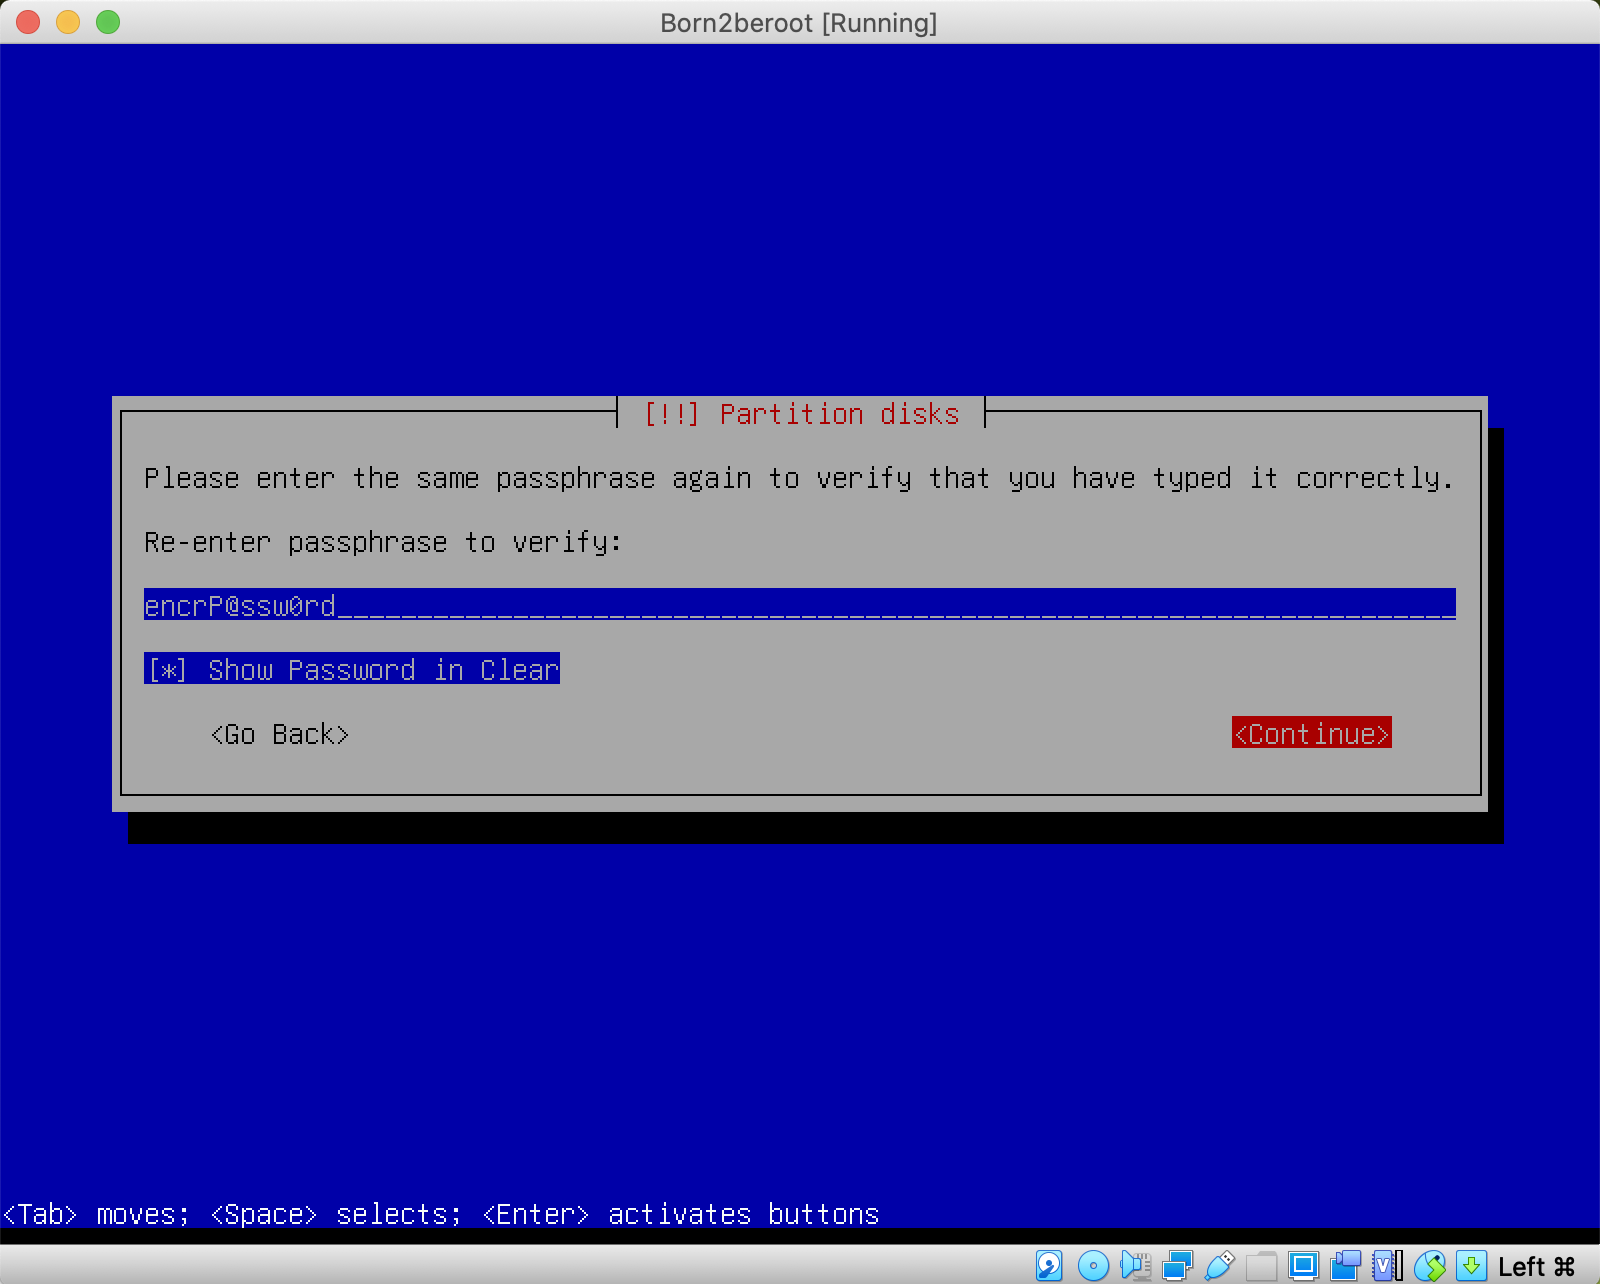 Born2beroot [Running]
[!!] Partition disks
Please enter the same passphrase again to verify that you have typed it correctly.
Re-enter passphrase to verify:
encrP@ssw0rd
[*] Show Password in Clear
<Go Back> <Continue>
<Tab> moves; <Space> selects; <Enter> activates buttons
Left ⌘